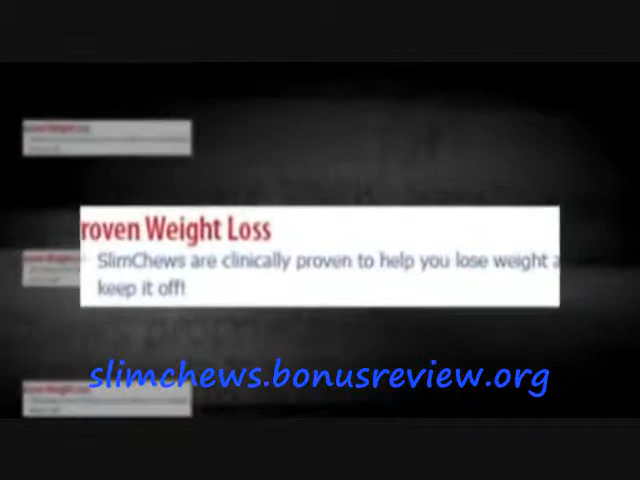 roven Weight Loss
SlimChews are clinically proven to help you lose weight a
keep it off!
slimchews.bonusreview.org